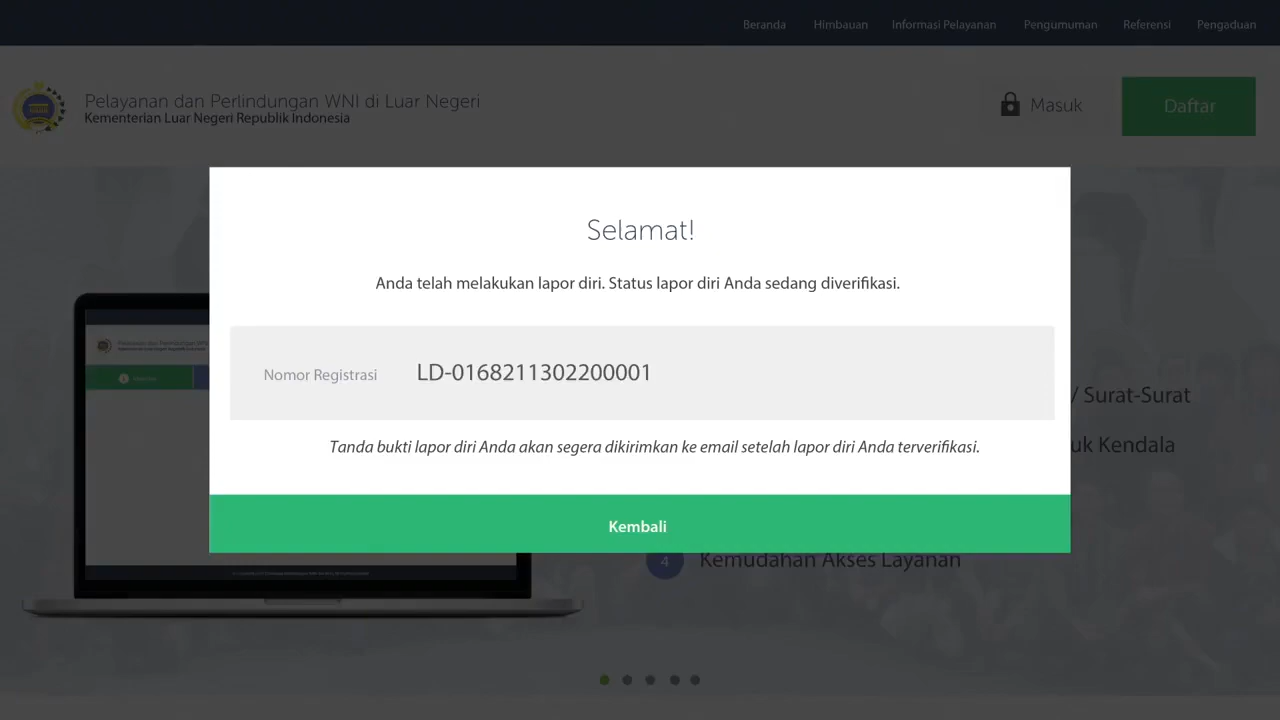 Beranda Himbauan Informasi Pelayanan Pengumuman Referensi Pengaduan
Pelayanan dan Perlindungan WNI di Luar Negeri
Kementerian Luar Negeri Republik Indonesia
Masuk
Daftar
Selamat!
Anda telah melakukan lapor diri. Status lapor diri Anda sedang diverifikasi.
Nomor Registrasi LD-0168211302200001
Tanda bukti lapor diri Anda akan segera dikirimkan ke email setelah lapor diri Anda terverifikasi.
Kembali
/ Surat-Surat
uk Kendala
4 Kemudahan Akses Layanan